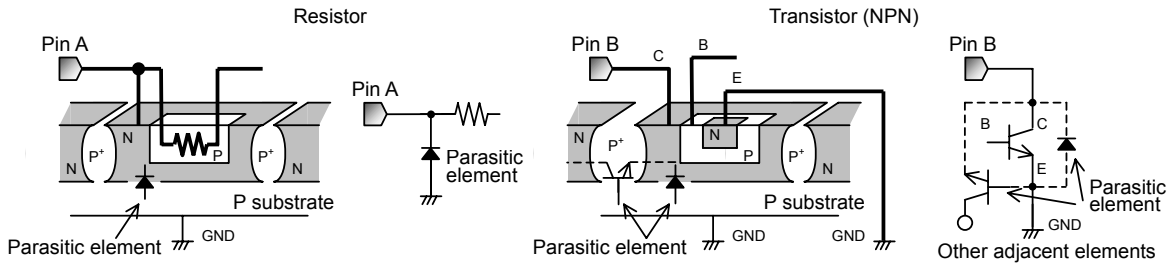 Resistor
Transistor (NPN)
Pin A
Pin B
C
B
E
Pin B
Pin A
N
P
N
P+
P+
N
N
Parasitic
element
P substrate
GND
Parasitic element
N
P+
N
P
P+
N
N
P substrate
GND
GND
Parasitic element
B
C
E
Parasitic
element
GND
Other adjacent elements